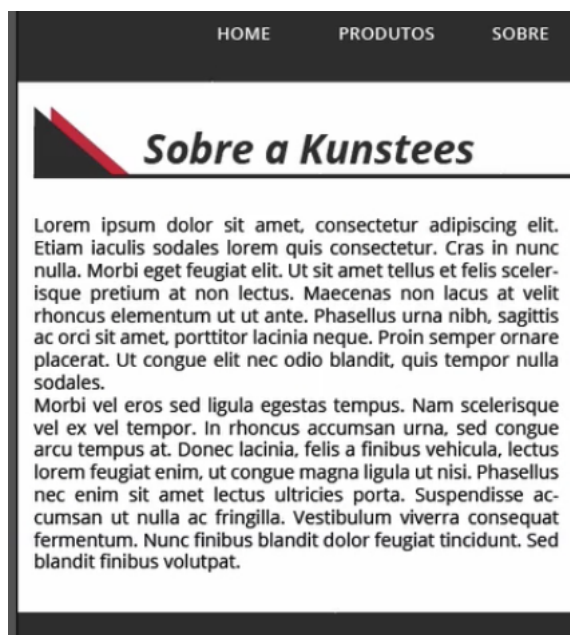 HOME PRODUTOS SOBRE
Sobre a Kunstees
Lorem ipsum dolor sit amet, consectetur adipiscing elit.
Etiam iaculis sodales lorem quis consectetur. Cras in nunc
nulla. Morbi eget feugiat elit. Ut sit amet tellus et felis sceler-
isque pretium at non lectus. Maecenas non lacus at velit
rhoncus elementum ut ut ante. Phasellus urna nibh, sagittis
ac orci sit amet, porttitor lacinia neque. Proin semper ornare
placerat. Ut congue elit nec odio blandit, quis tempor nulla
sodales.
Morbi vel eros sed ligula egestas tempus. Nam scelerisque
vel ex vel tempor. In rhoncus accumsan urna, sed congue
arcu tempus at. Donec lacinia, felis a finibus vehicula, lectus
lorem feugiat enim, ut congue magna ligula ut nisi. Phasellus
nec enim sit amet lectus ultricies porta. Suspendisse ac-
cumsan ut nulla ac fringilla. Vestibulum viverra consequat
fermentum. Nunc finibus blandit dolor feugiat tincidunt. Sed
blandit finibus volutpat.